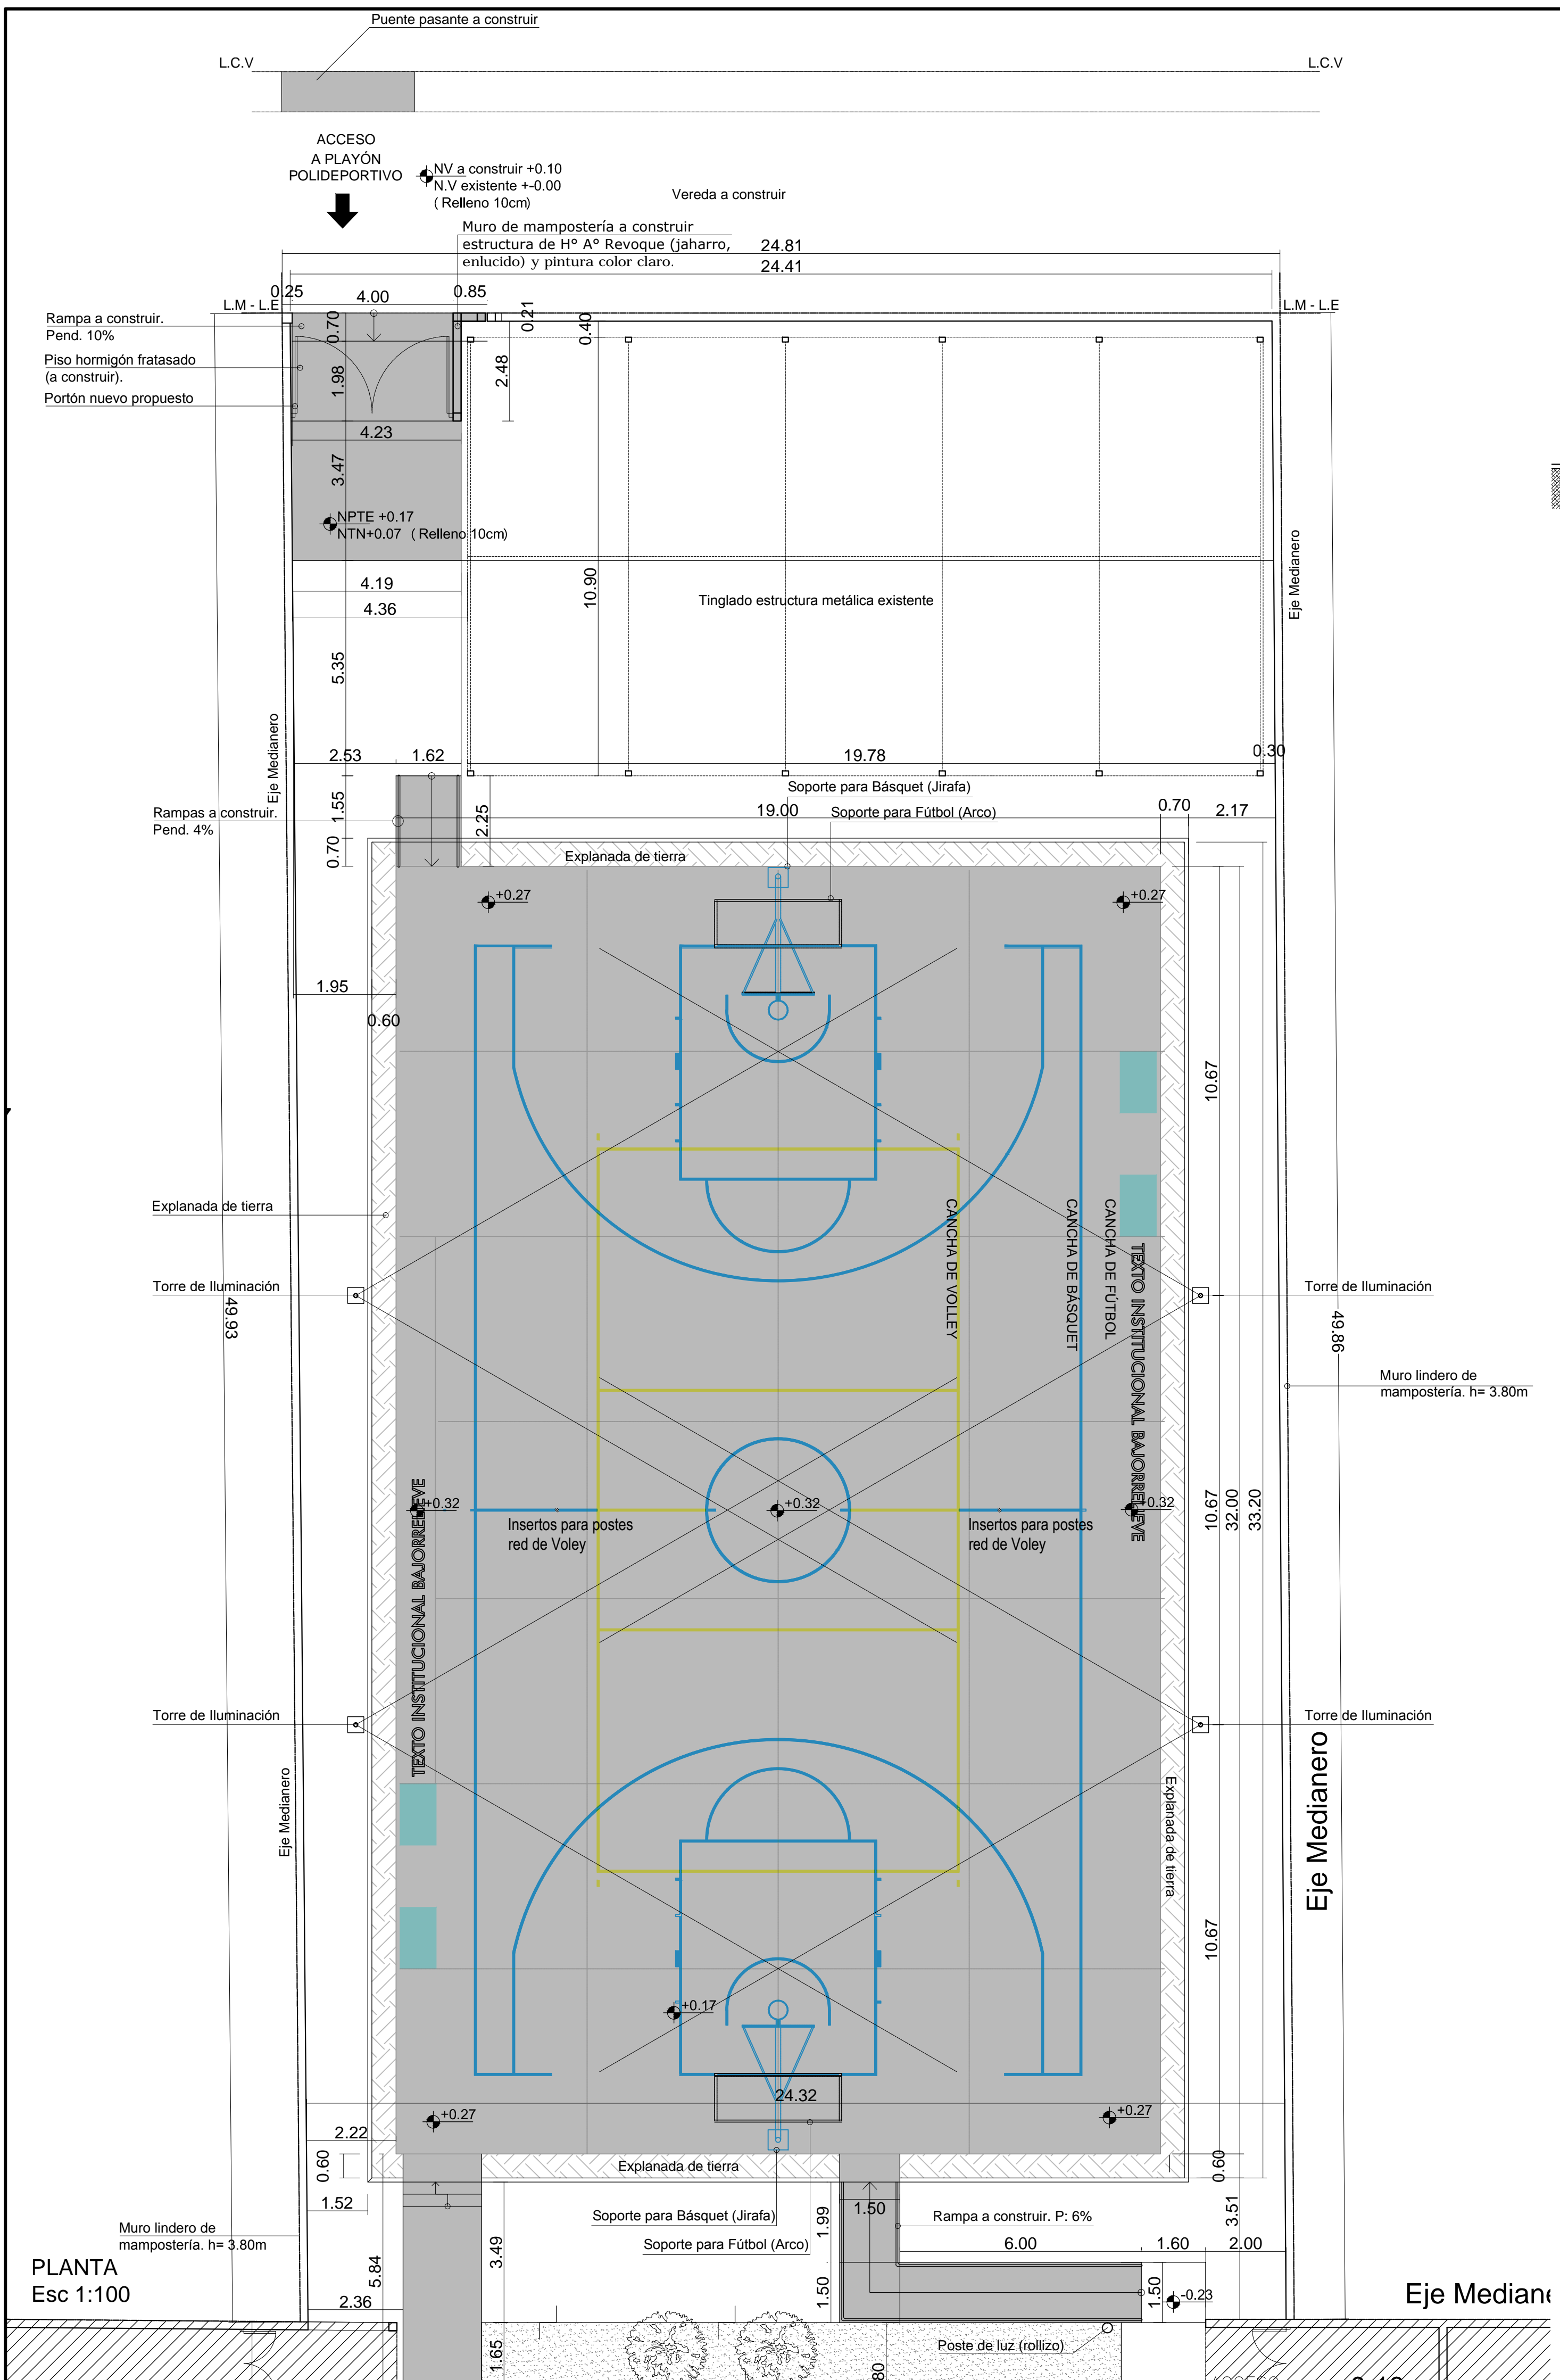 Puente pasante a construir
L.C.V
L.C.V
ACCESO
A PLAYÓN
POLIDEPORTIVO
NV a construir +0.10
N.V existente +-0.00
( Relleno 10cm)
Vereda a construir
Muro de mampostería a construir
estructura de H° A° Revoque (jaharro,
enlucido) y pintura color claro.
24.81
24.41
0.25
4.00
0.85
L.M - L.E
L.M - L.E
Rampa a construir.
Pend. 10%
0.70
0.21
0.40
Piso hormigón fratasado
(a construir).
1.98
2.48
Portón nuevo propuesto
4.23
3.47
NPTE +0.17
NTN+0.07 ( Relleno 10cm)
Eje Medianero
4.19
4.36
10.90
Tinglado estructura metálica existente
5.35
Eje Medianero
2.53
1.62
19.78
0.30
Soporte para Básquet (Jirafa)
Rampas a construir.
Pend. 4%
1.55
2.25
19.00
Soporte para Fútbol (Arco)
0.70
2.17
0.70
Explanada de tierra
+0.27
+0.27
1.95
0.60
10.67
Explanada de tierra
CANCHA DE VOLLEY
CANCHA DE BÁSQUET
CANCHA DE FÚTBOL
TEXTO INSTITUCIONAL BAJORRELIEVE
Torre de Iluminación
Torre de Iluminación
49.93
49.86
Muro lindero de
mampostería. h= 3.80m
TEXTO INSTITUCIONAL BAJORRELIEVE
+0.32
+0.32
+0.32
Insertos para postes
red de Voley
Insertos para postes
red de Voley
10.67
32.00
33.20
Torre de Iluminación
Torre de Iluminación
Eje Medianero
Explanada de tierra
Eje Medianero
10.67
+0.17
24.32
+0.27
+0.27
2.22
0.60
Explanada de tierra
0.60
1.52
Soporte para Básquet (Jirafa)
1.99
1.50
Rampa a construir. P: 6%
3.51
Muro lindero de
mampostería. h= 3.80m
Soporte para Fútbol (Arco)
3.49
6.00
1.60
2.00
PLANTA
Esc 1:100
5.84
2.36
1.50
1.50
-0.23
Eje Mediane
1.65
Poste de luz (rollizo)
80